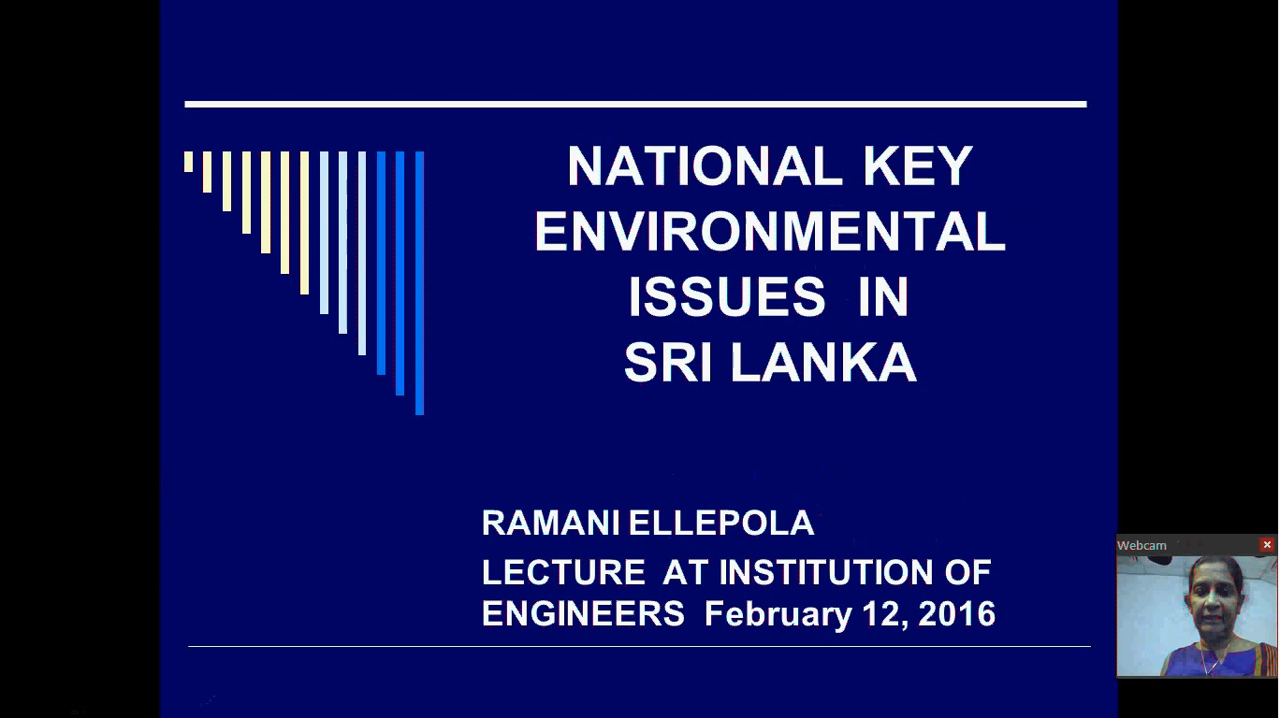 NATIONAL KEY
ENVIRONMENTAL
ISSUES IN
SRI LANKA
RAMANI ELLEPOLA
LECTURE AT INSTITUTION OF
ENGINEERS February 12, 2016
Webcam